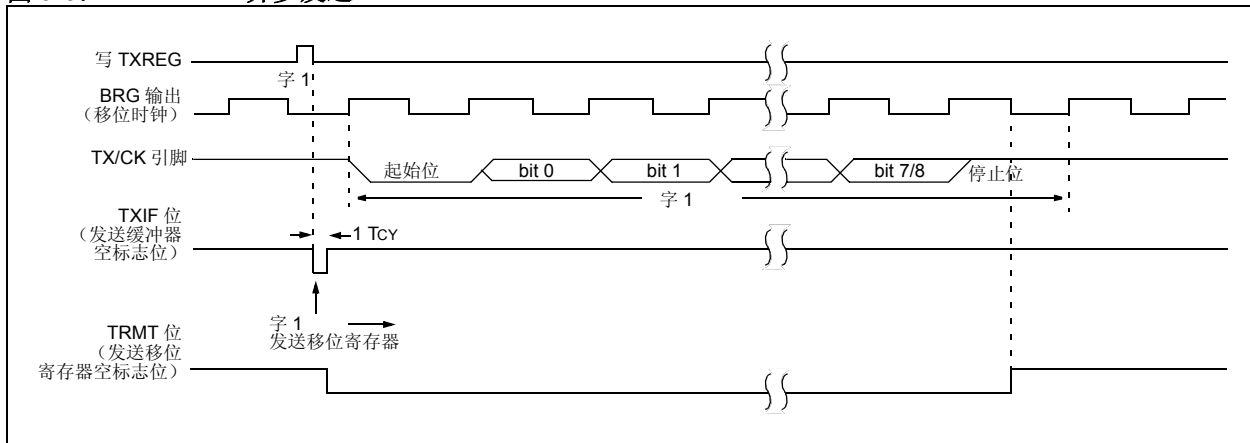 写 TXREG
字 1
BRG 输出
（移位时钟）
TX/CK 引脚
起始位
bit 0
bit 1
bit 7/8
停止位
字 1
TXIF 位
（发送缓冲器
空标志位）
1 TCY
字 1
发送移位寄存器
TRMT 位
（发送移位
寄存器空标志位）